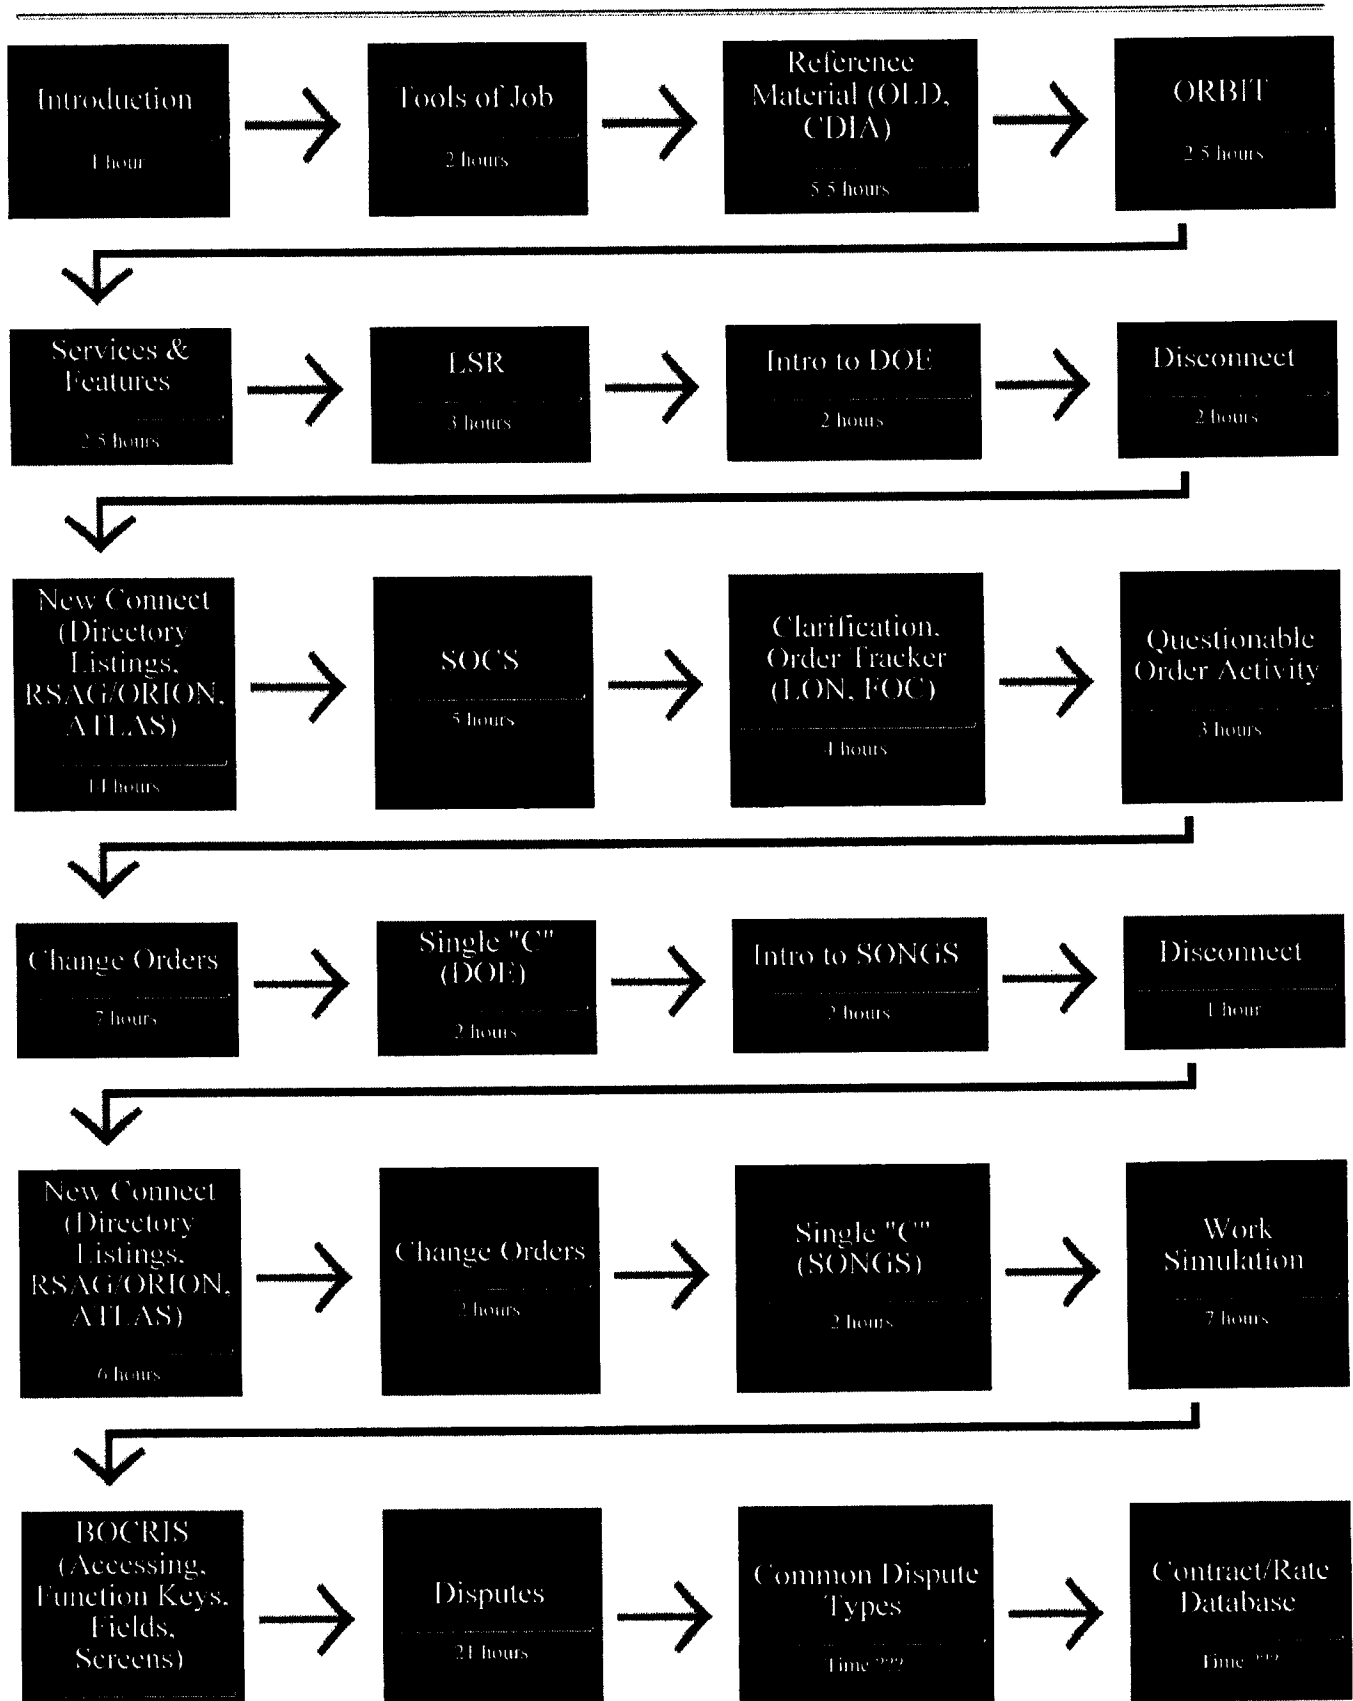 Introduction
1 hour
Tools of Job
2 hours
Reference
Material (OLD,
CDIA)
5.5 hours
ORBIT
2.5 hours
Services &
Features
2.5 hours
LSR
3 hours
Intro to DOE
2 hours
Disconnect
2 hours
New Connect
(Directory
Listings,
RSAG/ORION,
ATLAS)
14 hours
SOCS
5 hours
Clarification,
Order Tracker
(LON, FOC)
4 hours
Questionable
Order Activity
3 hours
Change Orders
7 hours
Single "C"
(DOE)
2 hours
Intro to SONGS
2 hours
Disconnect
1 hour
New Connect
(Directory
Listings,
RSAG/ORION,
ATLAS)
6 hours
Change Orders
2 hours
Single "C"
(SONGS)
2 hours
Work
Simulation
7 hours
BOCRIS
(Accessing,
Function Keys,
Fields,
Screens)
Disputes
21 hours
Common Dispute
Types
Time ???
Contract/Rate
Database
Time ???